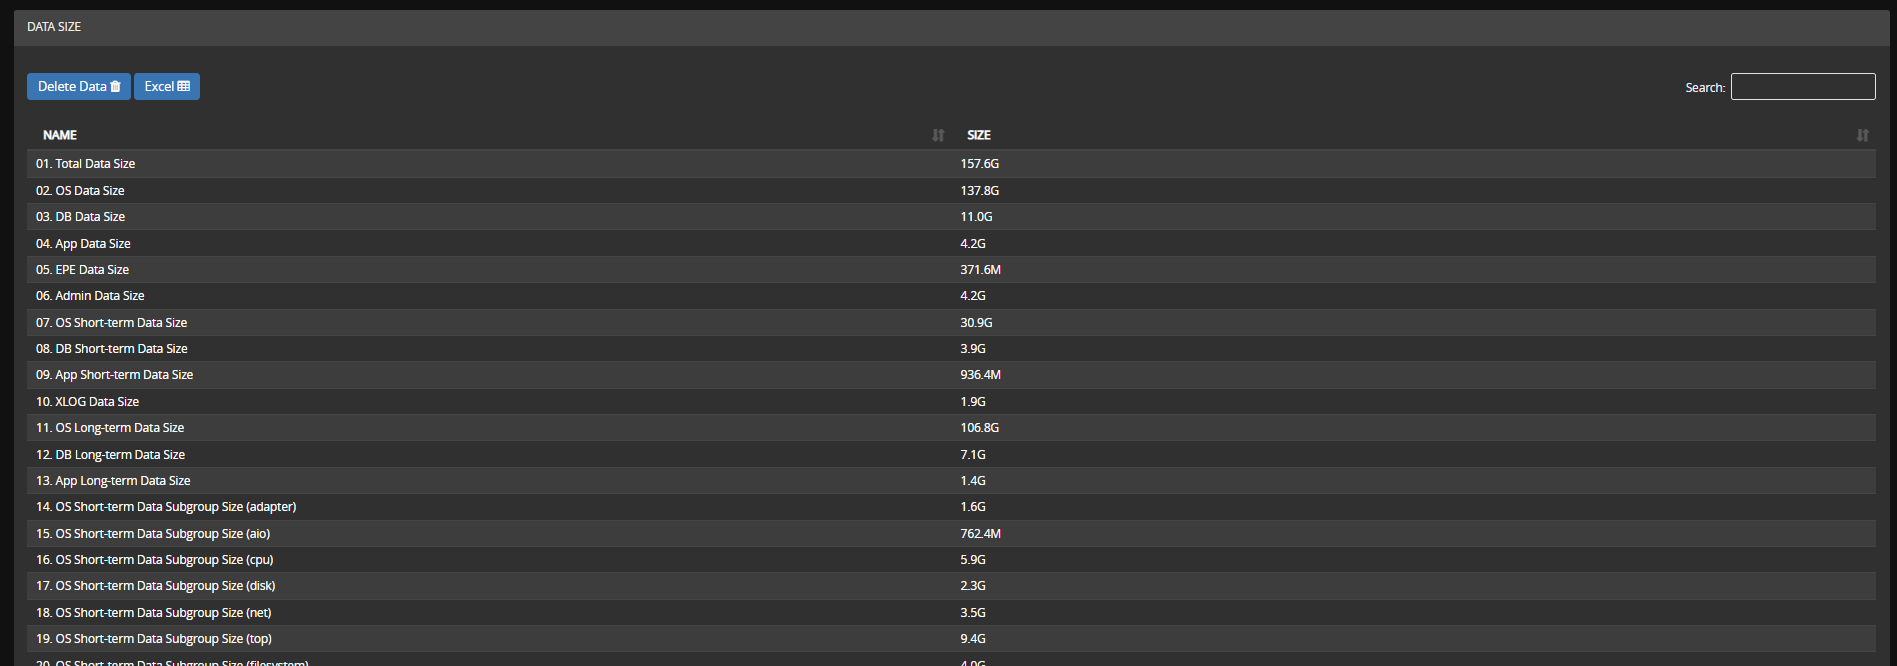 DATA SIZE
Delete Data Excel Search:
NAME SIZE
01. Total Data Size 157.6G
02. OS Data Size 137.8G
03. DB Data Size 11.0G
04. App Data Size 4.2G
05. EPE Data Size 371.6M
06. Admin Data Size 4.2G
07. OS Short-term Data Size 30.9G
08. DB Short-term Data Size 3.9G
09. App Short-term Data Size 936.4M
10. XLOG Data Size 1.9G
11. OS Long-term Data Size 106.8G
12. DB Long-term Data Size 7.1G
13. App Long-term Data Size 1.4G
14. OS Short-term Data Subgroup Size (adapter) 1.6G
15. OS Short-term Data Subgroup Size (aio) 762.4M
16. OS Short-term Data Subgroup Size (cpu) 5.9G
17. OS Short-term Data Subgroup Size (disk) 2.3G
18. OS Short-term Data Subgroup Size (net) 3.5G
19. OS Short-term Data Subgroup Size (top) 9.4G
20. OS Short-term Data Subgroup Size (filesystem) 4.0G